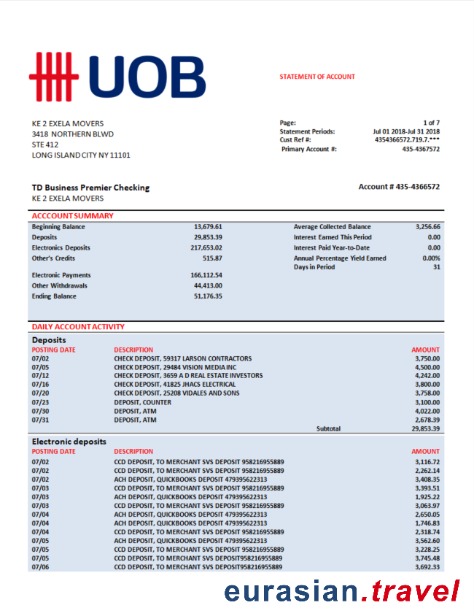 UOB
STATEMENT OF ACCOUNT
KE 2 EXELA MOVERS
3418 NORTHERN BLWD
STE 412
LONG ISLAND CITY NY 11101
Page: 1 of 7
Statement Periods: Jul 01 2018-Jul 31 2018
Cust Ref #: 4354366572.719.7.***
Primary Account #: 435-4367572
TD Business Premier Checking Account # 435-4366572
KE 2 EXELA MOVERS
ACCCOUNT SUMMARY
Beginning Balance 13,679.61 Average Collected Balance 3,256.66
Deposits 29,853.39 Interest Earned This Period 0.00
Electronics Deposits 217,653.02 Interest Paid Year-to-Date 0.00
Other's Credits 515.87 Annual Percentage Yield Earned 0.00%
Days in Period 31
Electronic Payments 166,112.54
Other Withdrawals 44,413.00
Ending Balance 51,176.35
DAILY ACCOUNT ACTIVITY
Deposits
POSTING DATE DESCRIPTION AMOUNT
07/02 CHECK DEPOSIT, 59317 LARSON CONTRACTORS 3,750.00
07/05 CHECK DEPOSIT, 29484 VISION MEDIA INC 4,500.00
07/12 CHECK DEPOSIT, 3659 A D REAL ESTATE INVESTORS 4,242.00
07/16 CHECK DEPOSIT, 41825 JHACS ELECTRICAL 3,800.00
07/20 CHECK DEPOSIT, 25208 VIDALES AND SONS 3,758.00
07/23 DEPOSIT, COUNTER 3,100.00
07/30 DEPOSIT, ATM 4,022.00
07/31 DEPOSIT, ATM 2,678.39
Subtotal 29,853.39
Electronic deposits
POSTING DATE DESCRIPTION AMOUNT
07/02 CCD DEPOSIT, TO MERCHANT SVS DEPOSIT 958216955889 3,116.72
07/02 CCD DEPOSIT, TO MERCHANT SVS DEPOSIT 958216955889 2,262.14
07/02 ACH DEPOSIT, QUICKBOOKS DEPOSIT 479395622313 3,408.35
07/03 CCD DEPOSIT, TO MERCHANT SVS DEPOSIT 958216955889 3,393.51
07/03 ACH DEPOSIT, QUICKBOOKS DEPOSIT 479395622313 1,925.22
07/03 CCD DEPOSIT, TO MERCHANT SVS DEPOSIT 958216955889 3,063.97
07/04 ACH DEPOSIT, QUICKBOOKS DEPOSIT 479395622313 2,650.05
07/04 ACH DEPOSIT, QUICKBOOKS DEPOSIT 479395622313 1,746.83
07/04 CCD DEPOSIT, TO MERCHANT SVS DEPOSIT 958216955889 2,318.74
07/05 ACH DEPOSIT, QUICKBOOKS DEPOSIT 479395622313 3,562.60
07/05 CCD DEPOSIT, TO MERCHANT SVS DEPOSIT 958216955889 3,228.25
07/05 CCD DEPOSIT, TO MERCHANT SVS DEPOSIT958216955889 3,745.48
07/06 CCD DEPOSIT, TO MERCHANT SVS DEPOSIT 958216955889 3,692.33
eurasian.travel